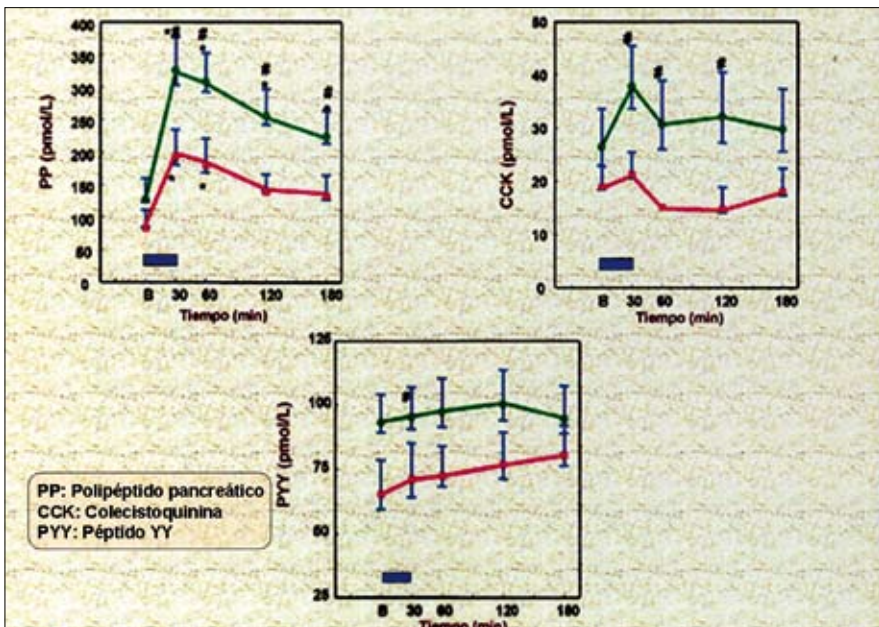 400
350
300
250
200
150
100
50
0
PP (pmol/L)
*#
#
*
#
*
#
*
*
*
B 30 60 120 180
Tiempo (min)
50
40
30
20
10
0
CCK (pmol/L)
#
#
#
B 30 60 120 180
Tiempo (min)
125
100
75
50
25
PYY (pmol/L)
#
B 30 60 120 180
Tiempo (min)
PP: Polipéptido pancreático
CCK: Colecistoquinina
PYY: Péptido YY